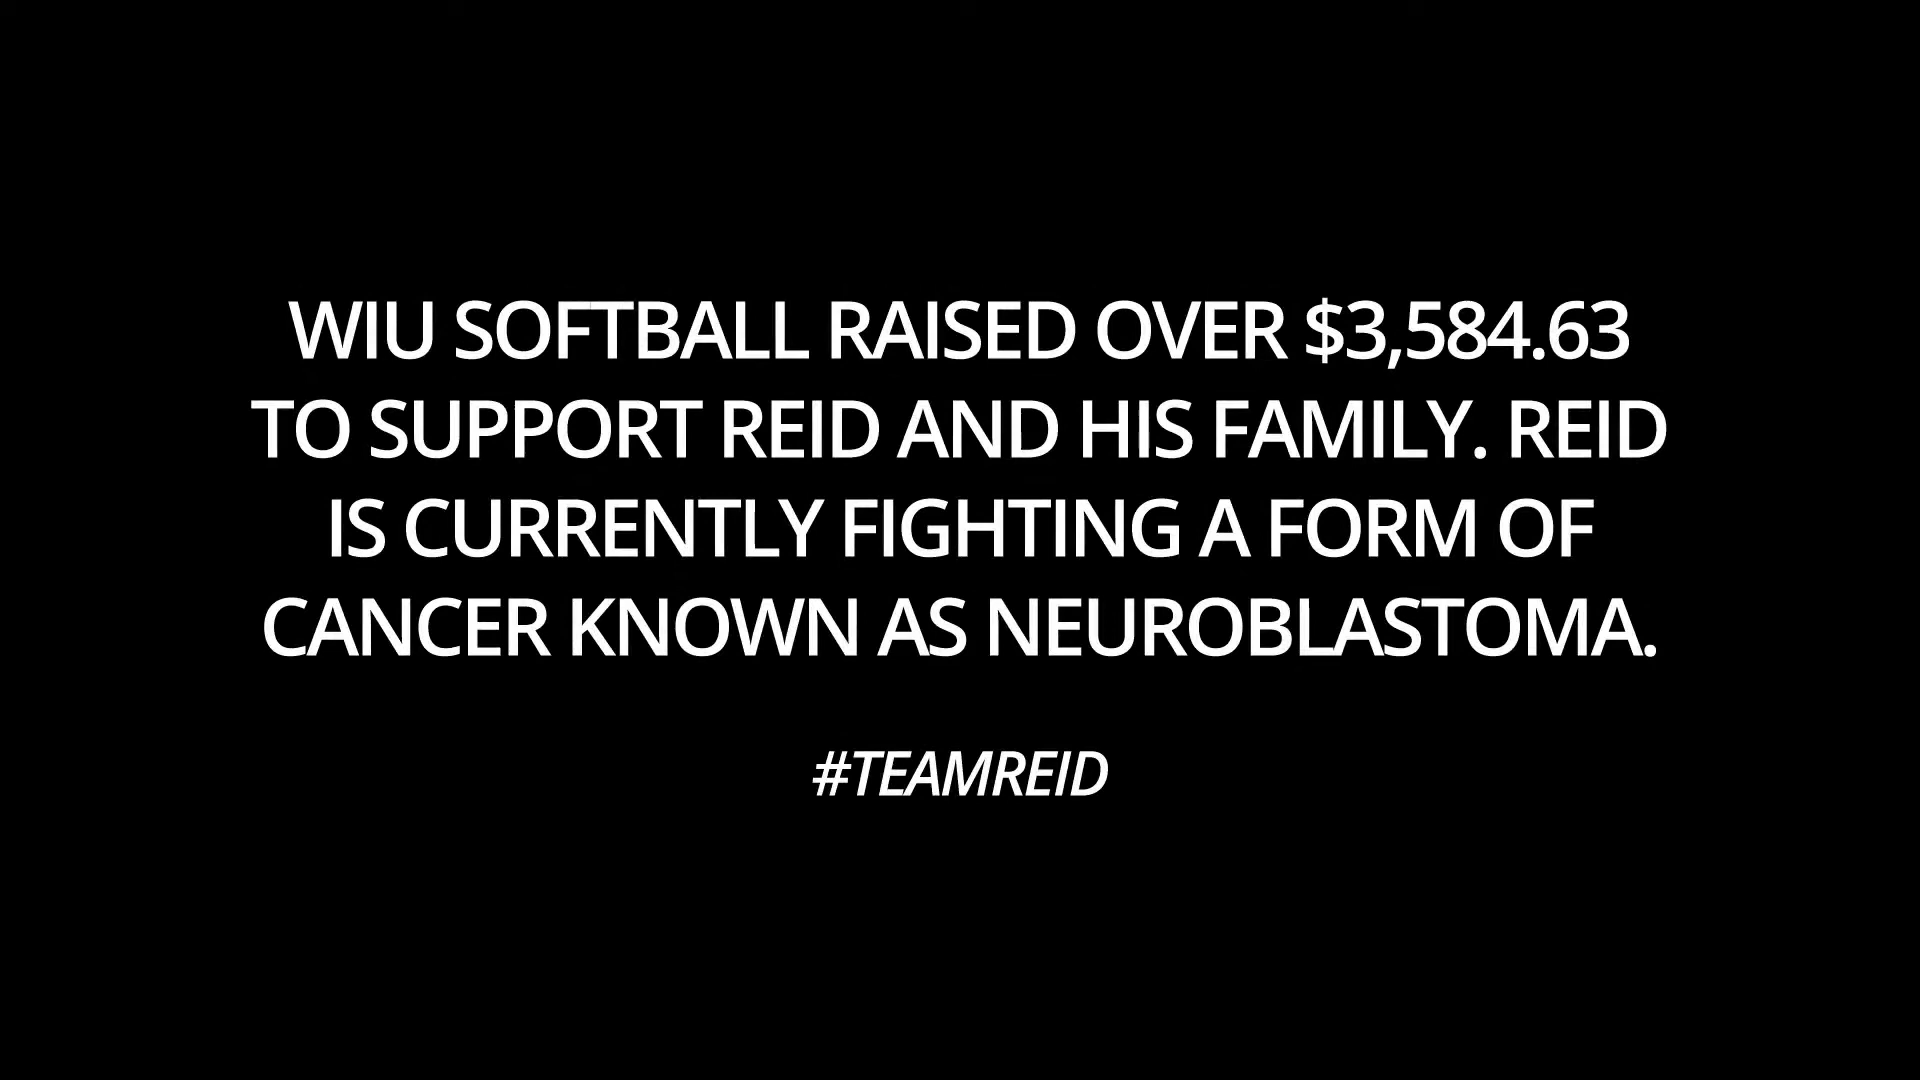 WIU SOFTBALL RAISED OVER $3,584.63
TO SUPPORT REID AND HIS FAMILY. REID
IS CURRENTLY FIGHTING A FORM OF
CANCER KNOWN AS NEUROBLASTOMA.
#TEAMREID